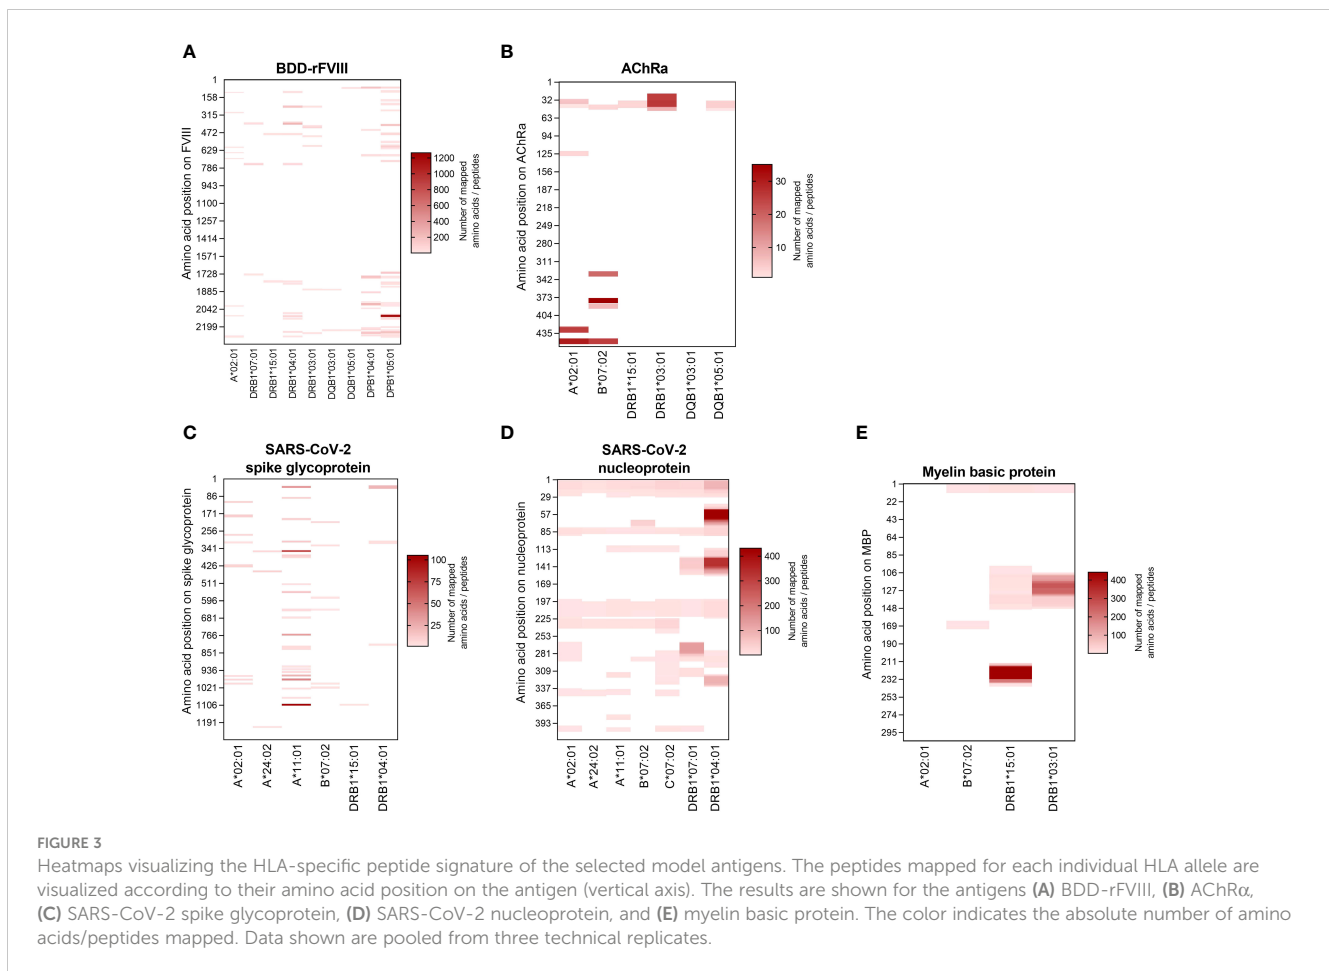 A
BDD-rFVIII
Amino acid position on FVIII
1
158
315
472
629
786
943
1100
1257
1414
1571
1728
1885
2042
2199
A*02:01
DRB1*07:01
DRB1*15:01
DRB1*04:01
DRB1*03:01
DQB1*03:01
DQB1*05:01
DPB1*04:01
DPB1*05:01
1200
1000
800
600
400
200
Number of mapped
amino acids / peptides
B
AChRa
Amino acid position on AChRa
1
32
63
94
125
156
187
218
249
280
311
342
373
404
435
A*02:01
B*07:02
DRB1*15:01
DRB1*03:01
DQB1*03:01
DQB1*05:01
30
20
10
Number of mapped
amino acids / peptides
C
SARS-CoV-2
spike glycoprotein
Amino acid position on spike glycoprotein
1
86
171
256
341
426
511
596
681
766
851
936
1021
1106
1191
A*02:01
A*24:02
A*11:01
B*07:02
DRB1*15:01
DRB1*04:01
100
75
50
25
Number of mapped
amino acids / peptides
D
SARS-CoV-2
nucleoprotein
Amino acid position on nucleoprotein
1
29
57
85
113
141
169
197
225
253
281
309
337
365
393
A*02:01
A*24:02
A*11:01
B*07:02
C*07:02
DRB1*07:01
DRB1*04:01
400
300
200
100
Number of mapped
amino acids / peptides
E
Myelin basic protein
Amino acid position on MBP
1
22
43
64
85
106
127
148
169
190
211
232
253
274
295
A*02:01
B*07:02
DRB1*15:01
DRB1*03:01
400
300
200
100
Number of mapped
amino acids / peptides
FIGURE 3
Heatmaps visualizing the HLA-specific peptide signature of the selected model antigens. The peptides mapped for each individual HLA allele are
visualized according to their amino acid position on the antigen (vertical axis). The results are shown for the antigens (A) BDD-rFVIII, (B) AChRα,
(C) SARS-CoV-2 spike glycoprotein, (D) SARS-CoV-2 nucleoprotein, and (E) myelin basic protein. The color indicates the absolute number of amino
acids/peptides mapped. Data shown are pooled from three technical replicates.